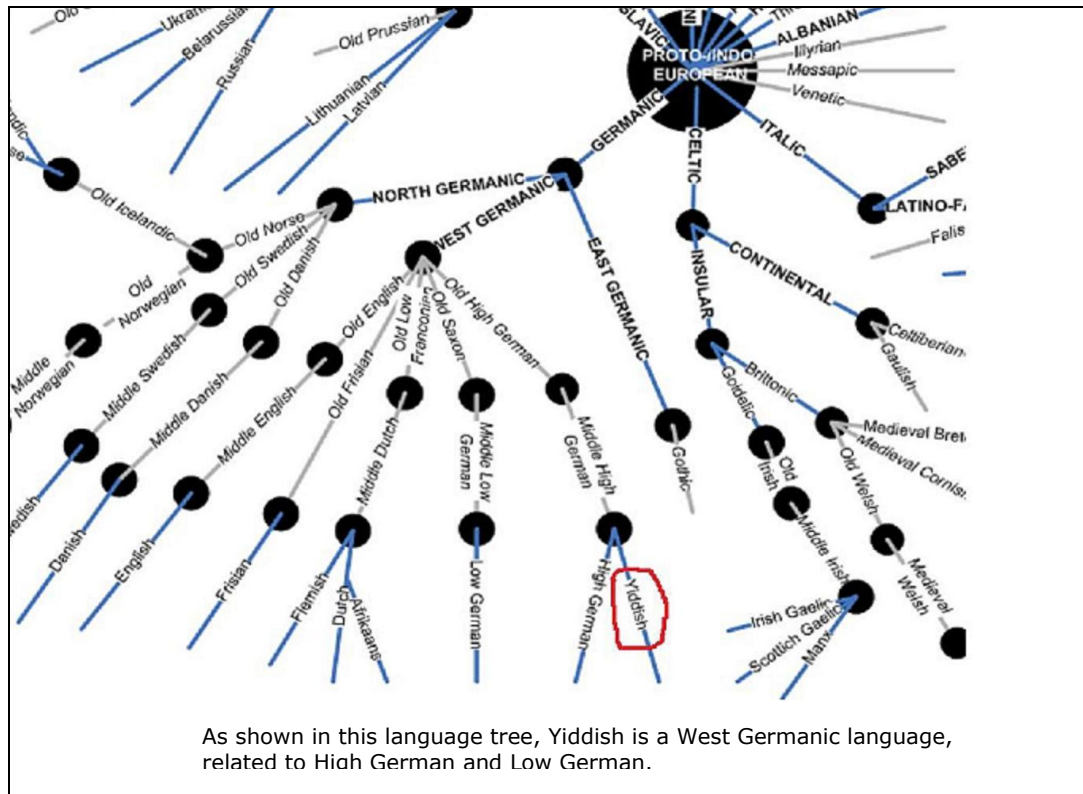 Ukrainian
Belarussian
Russian
Old Prussian
Lithuanian
Latvian
SLAVIC
PROTO-INDO
EUROPEAN
ALBANIAN
Illyrian
Messapic
Venetic
GERMANIC
CELTIC
ITALIC
LATINO-FA
Falis
NORTH GERMANIC
WEST GERMANIC
EAST GERMANIC
INSULAR
CONTINENTAL
Old Icelandic
Old Norse
Old
Norwegian
Middle
Norwegian
Old Swedish
Old Danish
Middle Swedish
Middle Danish
Old English
Middle English
Old Frisian
Old Low
Franconian
Old Saxon
Old High German
Middle Dutch
Middle Low
German
Middle High
German
Gothic
Goidelic
Brittonic
Celtiberian
Gaulish
Old
Irish
Middle Irish
Medieval Bret
Medieval Cornis
Old Welsh
Medieval
Welsh
wedish
Danish
English
Frisian
Flemish
Dutch
Afrikaans
Low German
High German
Yiddish
Irish Gaelic
Scottich Gaelic
Manx
As shown in this language tree, Yiddish is a West Germanic language,
related to High German and Low German.